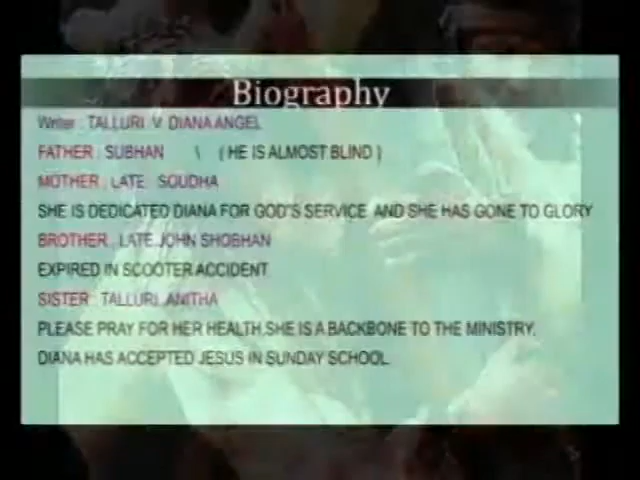 Biography
Writer : TALLURI V DIANA ANGEL
FATHER : SUBHAN \ ( HE IS ALMOST BLIND )
MOTHER : LATE SOUDHA
SHE IS DEDICATED DIANA FOR GOD'S SERVICE AND SHE HAS GONE TO GLORY
BROTHER : LATE.JOHN SHOBHAN
EXPIRED IN SCOOTER ACCIDENT
SISTER : TALLURI.ANITHA
PLEASE PRAY FOR HER HEALTH.SHE IS A BACKBONE TO THE MINISTRY.
DIANA HAS ACCEPTED JESUS IN SUNDAY SCHOOL